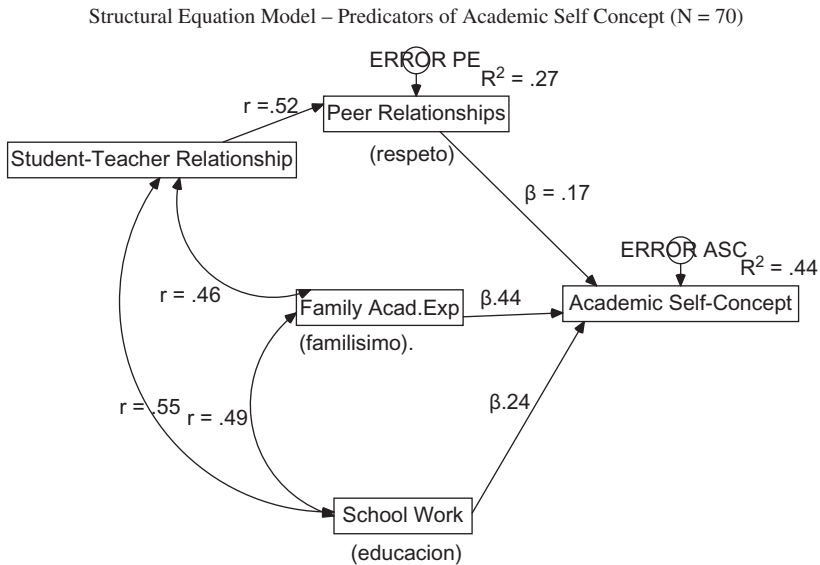 Structural Equation Model – Predicators of Academic Self Concept (N = 70)
ERROR PE
R² = .27
r =.52
Peer Relationships
(respeto)
Student-Teacher Relationship
β = .17
ERROR ASC
R² = .44
r = .46
Family Acad.Exp
β.44
Academic Self-Concept
(familisimo).
r = .55
r = .49
β.24
School Work
(educacion)